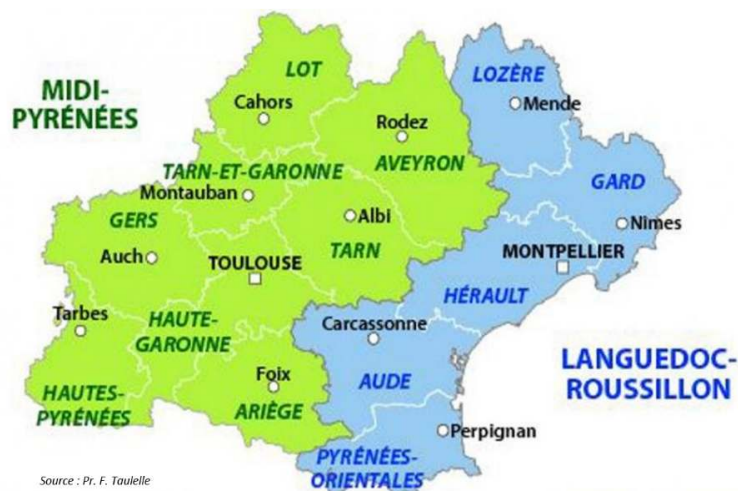 MIDI-
PYRÉNÉES
LOT
Cahors
Rodez
AVEYRON
TARN-ET-GARONNE
Montauban
GERS
Albi
Auch
TOULOUSE
TARN
Tarbes
HAUTE-
GARONNE
Foix
HAUTES-
PYRÉNÉES
ARIÈGE
LOZÈRE
Mende
GARD
Nîmes
MONTPELLIER
HÉRAULT
Carcassonne
AUDE
LANGUEDOC-
ROUSSILLON
Perpignan
PYRÉNÉES-
ORIENTALES
Source : Pr. F. Taulelle